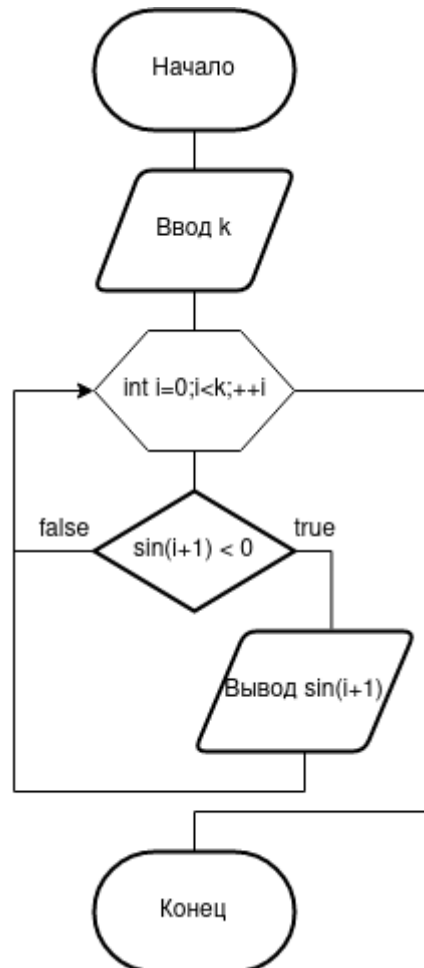 Начало
Ввод k
int i=0;i<k;++i
false
true
sin(i+1) < 0
Вывод sin(i+1)
Конец